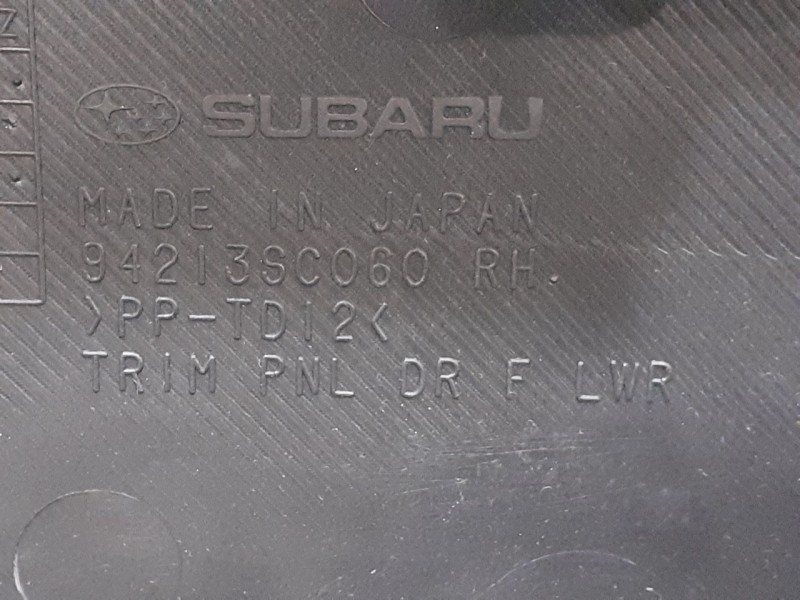 Z
SUBARU
MADE IN JAPAN
94213SC060 RH.
>PP-TD12<
TRIM PNL DR F LWR